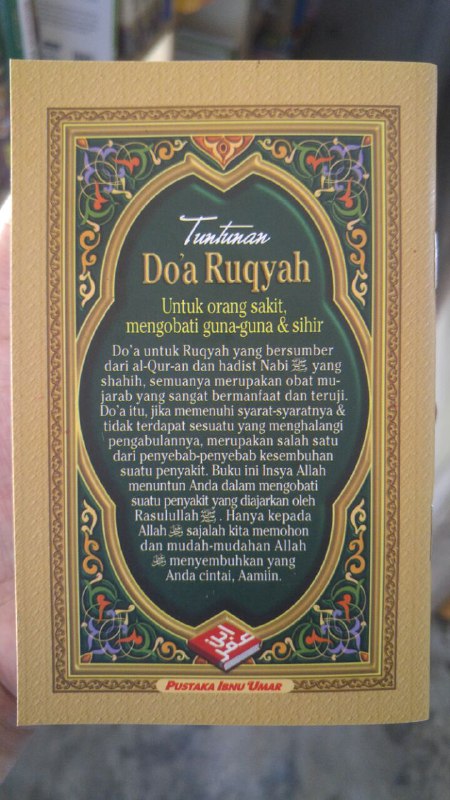 Tuntunan
Do'a Ruqyah
Untuk orang sakit,
mengobati guna-guna & sihir
Do'a untuk Ruqyah yang bersumber
dari al-Qur-an dan hadist Nabi ﷺ yang
shahih, semuanya merupakan obat mu-
jarab yang sangat bermanfaat dan teruji.
Do'a itu, jika memenuhi syarat-syaratnya &
tidak terdapat sesuatu yang menghalangi
pengabulannya, merupakan salah satu
dari penyebab-penyebab kesembuhan
suatu penyakit. Buku ini Insya Allah
menuntun Anda dalam mengobati
suatu penyakit yang diajarkan oleh
Rasulullah ﷺ. Hanya kepada
Allah sajalah kita memohon
dan mudah-mudahan Allah
menyembuhkan yang
Anda cintai, Aamiin.
PUSTAKA IBNU 'UMAR